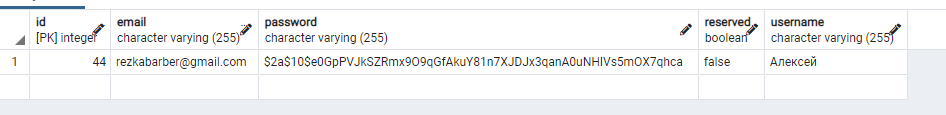 id email password reserved username
[PK] integer character varying (255) character varying (255) boolean character varying (255)
1 44 rezkabarber@gmail.com $2a$10$e0GpPVJkSZRmx9O9qGfAkuY81n7XJDJx3qanA0uNHIVs5mOX7qhca false Алексей